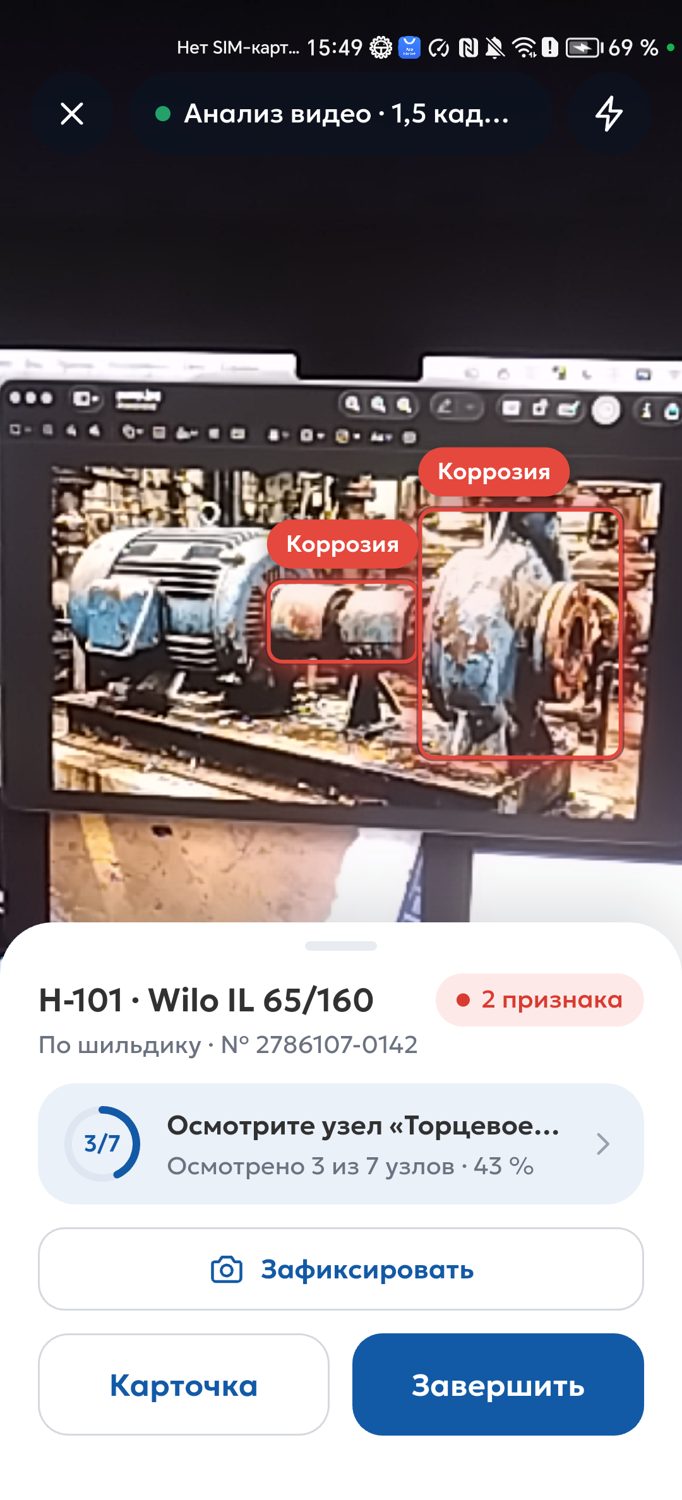 Нет SIM-карт... 15:49 69 %
Анализ видео · 1,5 кад...
Коррозия
Коррозия
Н-101 · Wilo IL 65/160
2 признака
По шильдику · № 2786107-0142
3/7
Осмотрите узел «Торцевое...
Осмотрено 3 из 7 узлов · 43 %
Зафиксировать
Карточка
Завершить